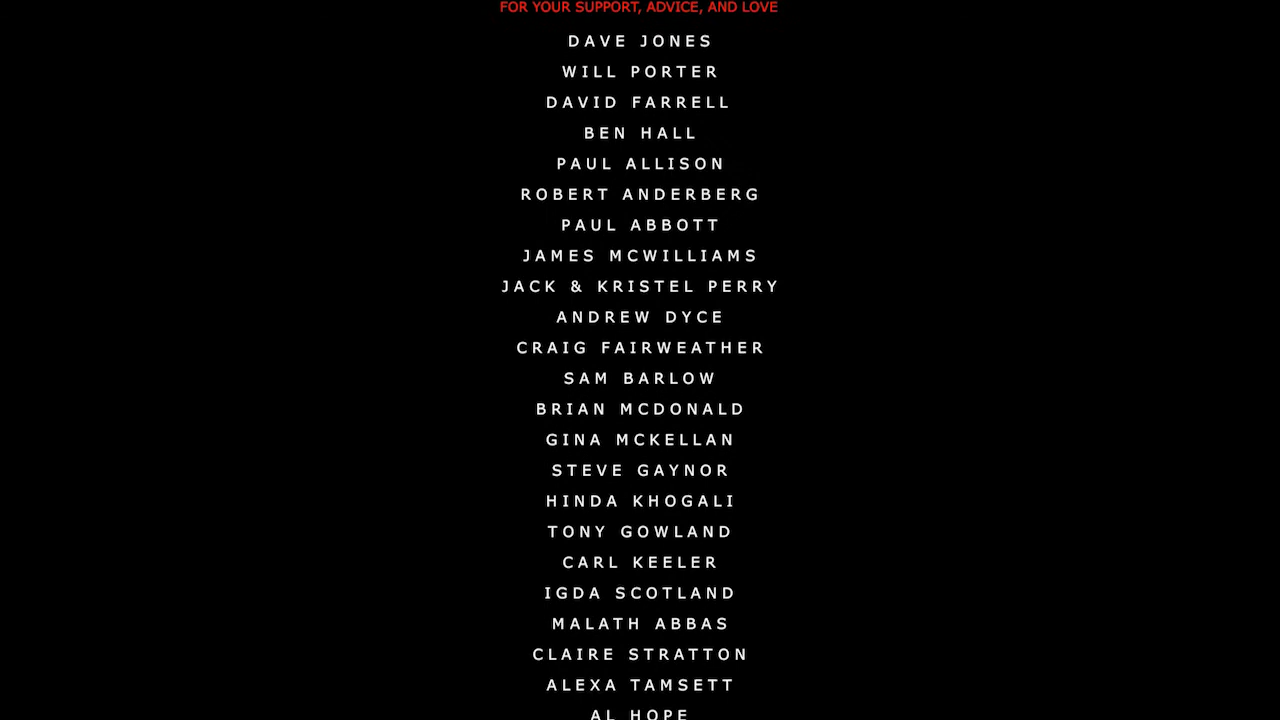 FOR YOUR SUPPORT, ADVICE, AND LOVE
DAVE JONES
WILL PORTER
DAVID FARRELL
BEN HALL
PAUL ALLISON
ROBERT ANDERBERG
PAUL ABBOTT
JAMES MCWILLIAMS
JACK & KRISTEL PERRY
ANDREW DYCE
CRAIG FAIRWEATHER
SAM BARLOW
BRIAN MCDONALD
GINA MCKELLAN
STEVE GAYNOR
HINDA KHOGALI
TONY GOWLAND
CARL KEELER
IGDA SCOTLAND
MALATH ABBAS
CLAIRE STRATTON
ALEXA TAMSETT
AL HOPE